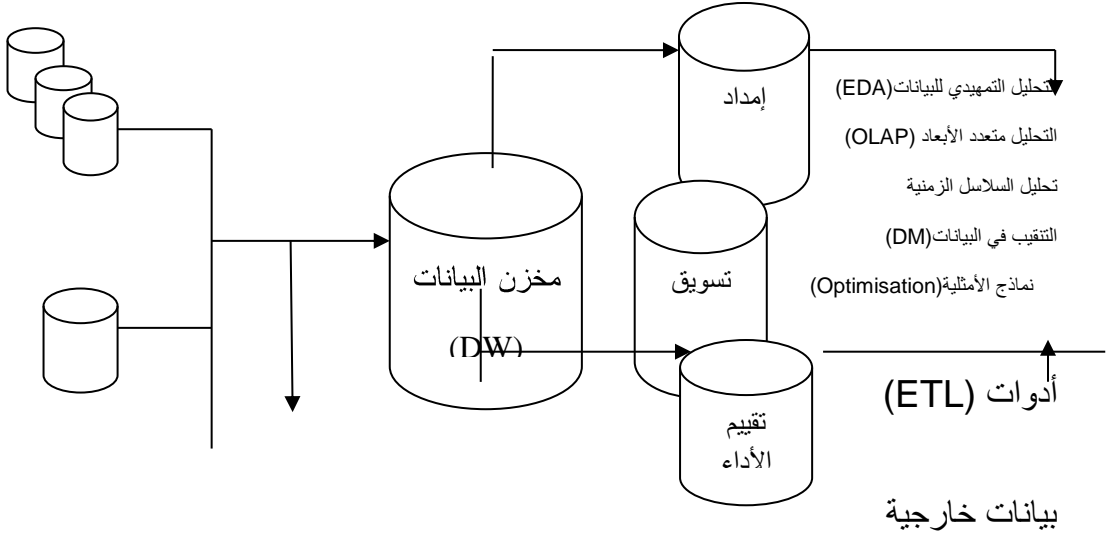 إمداد
التحليل التمهيدي للبيانات(EDA)
التحليل متعدد الأبعاد (OLAP)
تحليل السلاسل الزمنية
التنقيب في البيانات(DM)
نماذج الأمثلية(Optimisation)
تسويق
مخزن البيانات
(DW)
أدوات (ETL)
تقييم
الأداء
بيانات خارجية